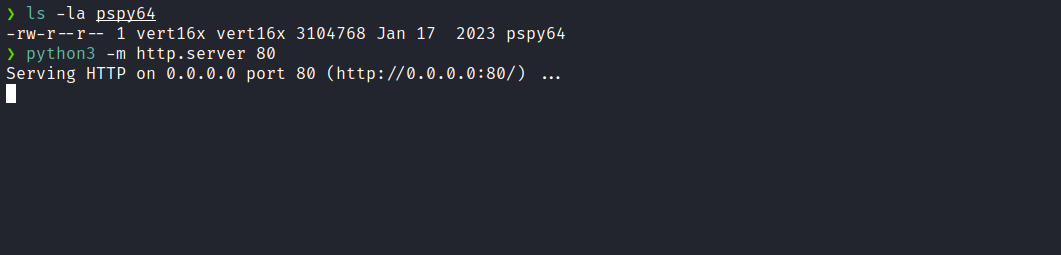 ❯ ls -la pspy64
-rw-r--r-- 1 vert16x vert16x 3104768 Jan 17  2023 pspy64
❯ python3 -m http.server 80
Serving HTTP on 0.0.0.0 port 80 (http://0.0.0.0:80/) ...